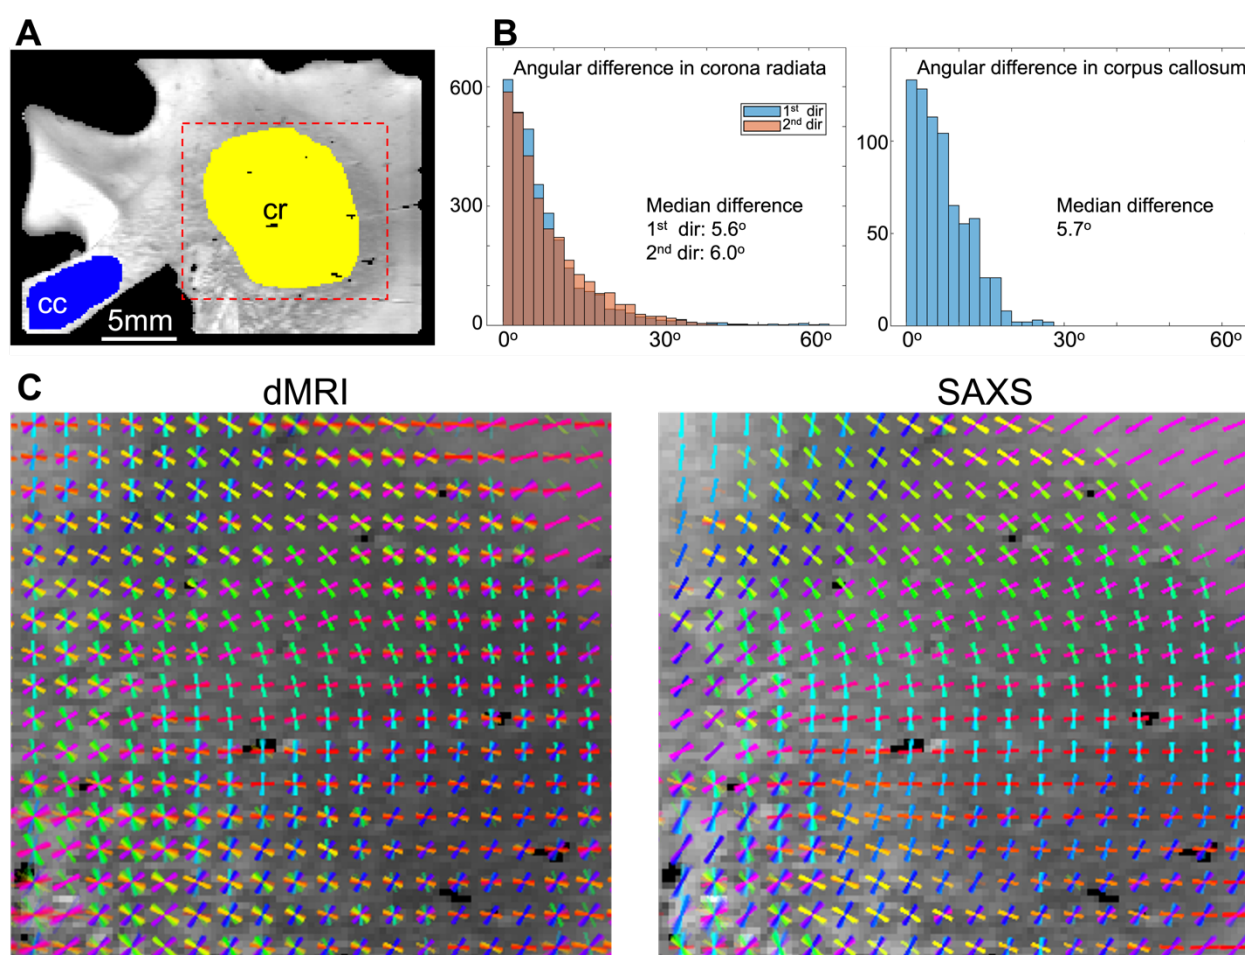 A
cr
cc
5mm
B
Angular difference in corona radiata
600
300
0
0° 30° 60°
1st dir
2nd dir
Median difference
1st dir: 5.6°
2nd dir: 6.0°
Angular difference in corpus callosum
100
50
0
0° 30° 60°
Median difference
5.7°
C
dMRI
SAXS